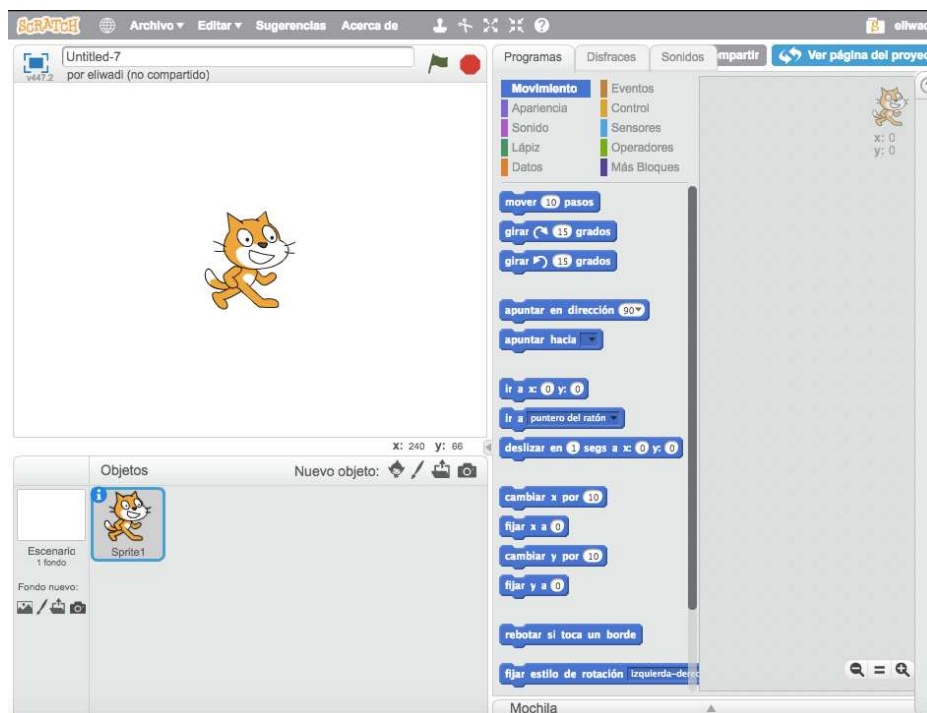 SCRATCH Archivo Editar Sugerencias Acerca de eliwad
Untitled-7
por eliwadi (no compartido)
v447.2
x: 240 y: 66
Objetos Nuevo objeto:
Escenario
1 fondo
Sprite1
Fondo nuevo:
Programas Disfraces Sonidos mpartir Ver página del proyec
Movimiento Eventos
Apariencia Control
Sonido Sensores
Lápiz Operadores
Datos Más Bloques
mover 10 pasos
girar 15 grados
girar 15 grados
apuntar en dirección 90
apuntar hacia
ir a x: 0 y: 0
ir a puntero del ratón
deslizar en 1 segs a x: 0 y: 0
cambiar x por 10
fijar x a 0
cambiar y por 10
fijar y a 0
rebotar si toca un borde
fijar estilo de rotación izquierda-derec
x: 0
y: 0
Mochila